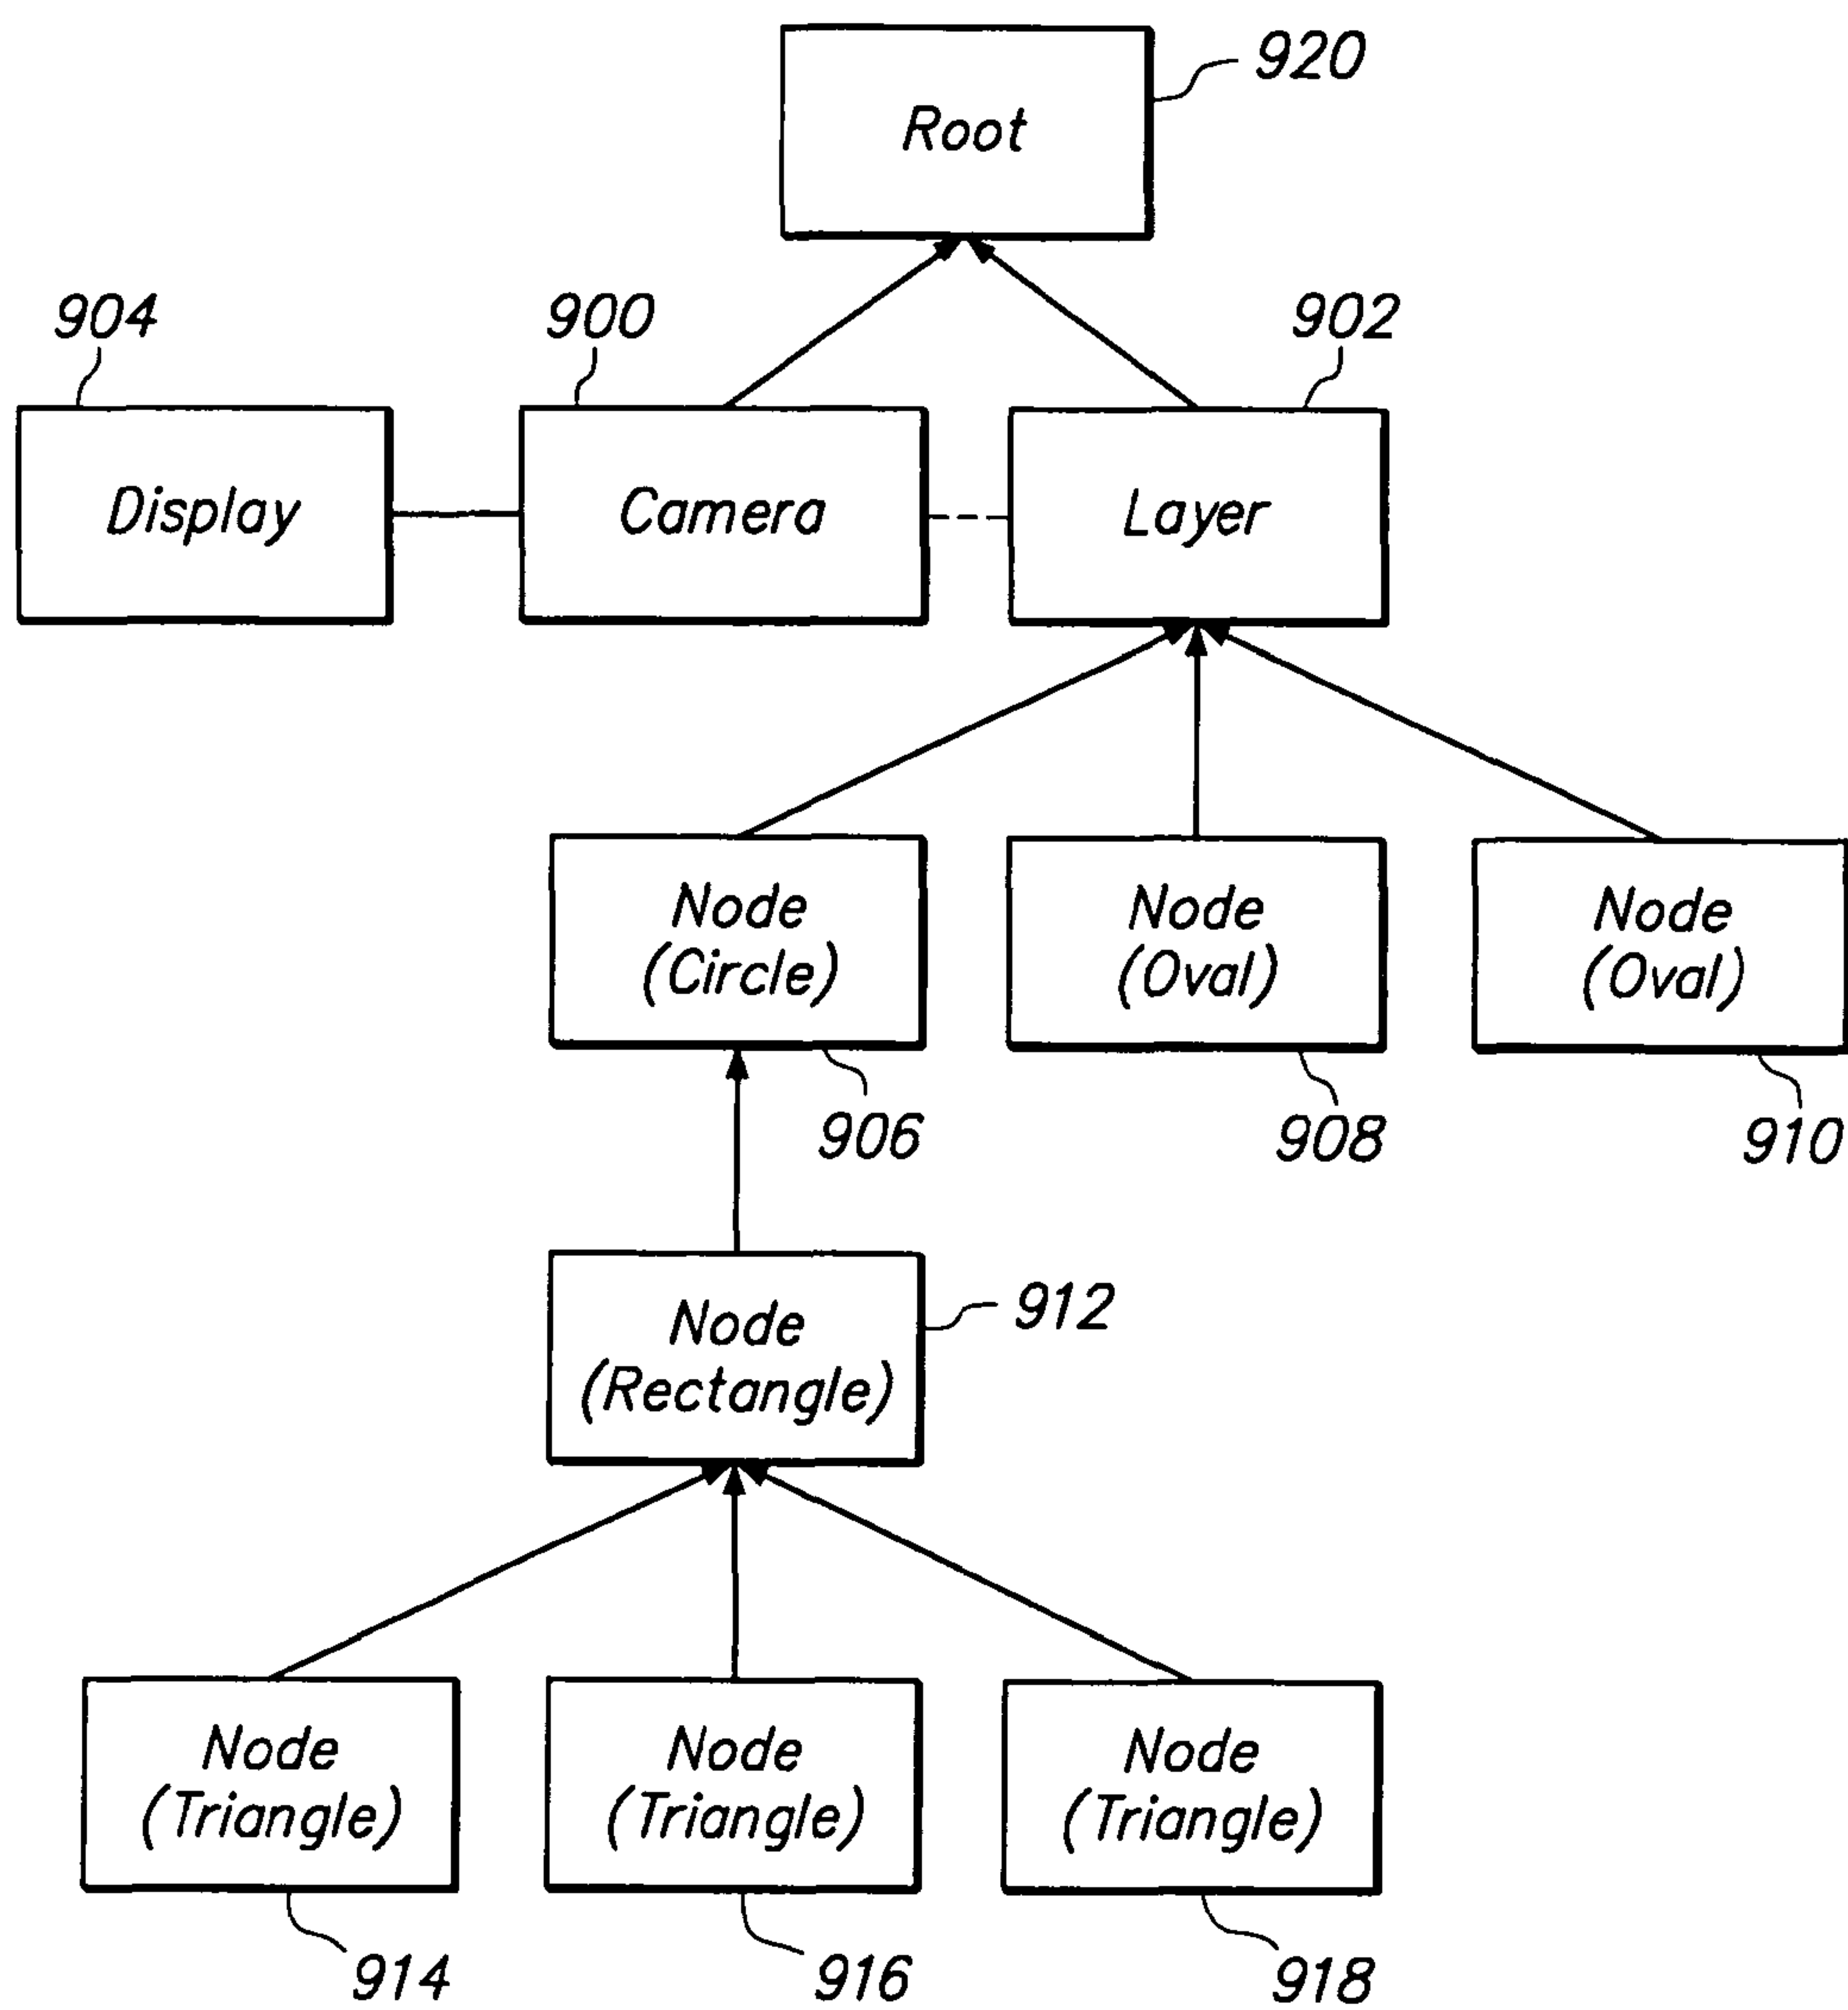 920
Root
904
900
902
Display
Camera
Layer
Node
(Circle)
Node
(Oval)
Node
(Oval)
906
908
910
Node
(Rectangle)
912
Node
(Triangle)
Node
(Triangle)
Node
(Triangle)
914
916
918